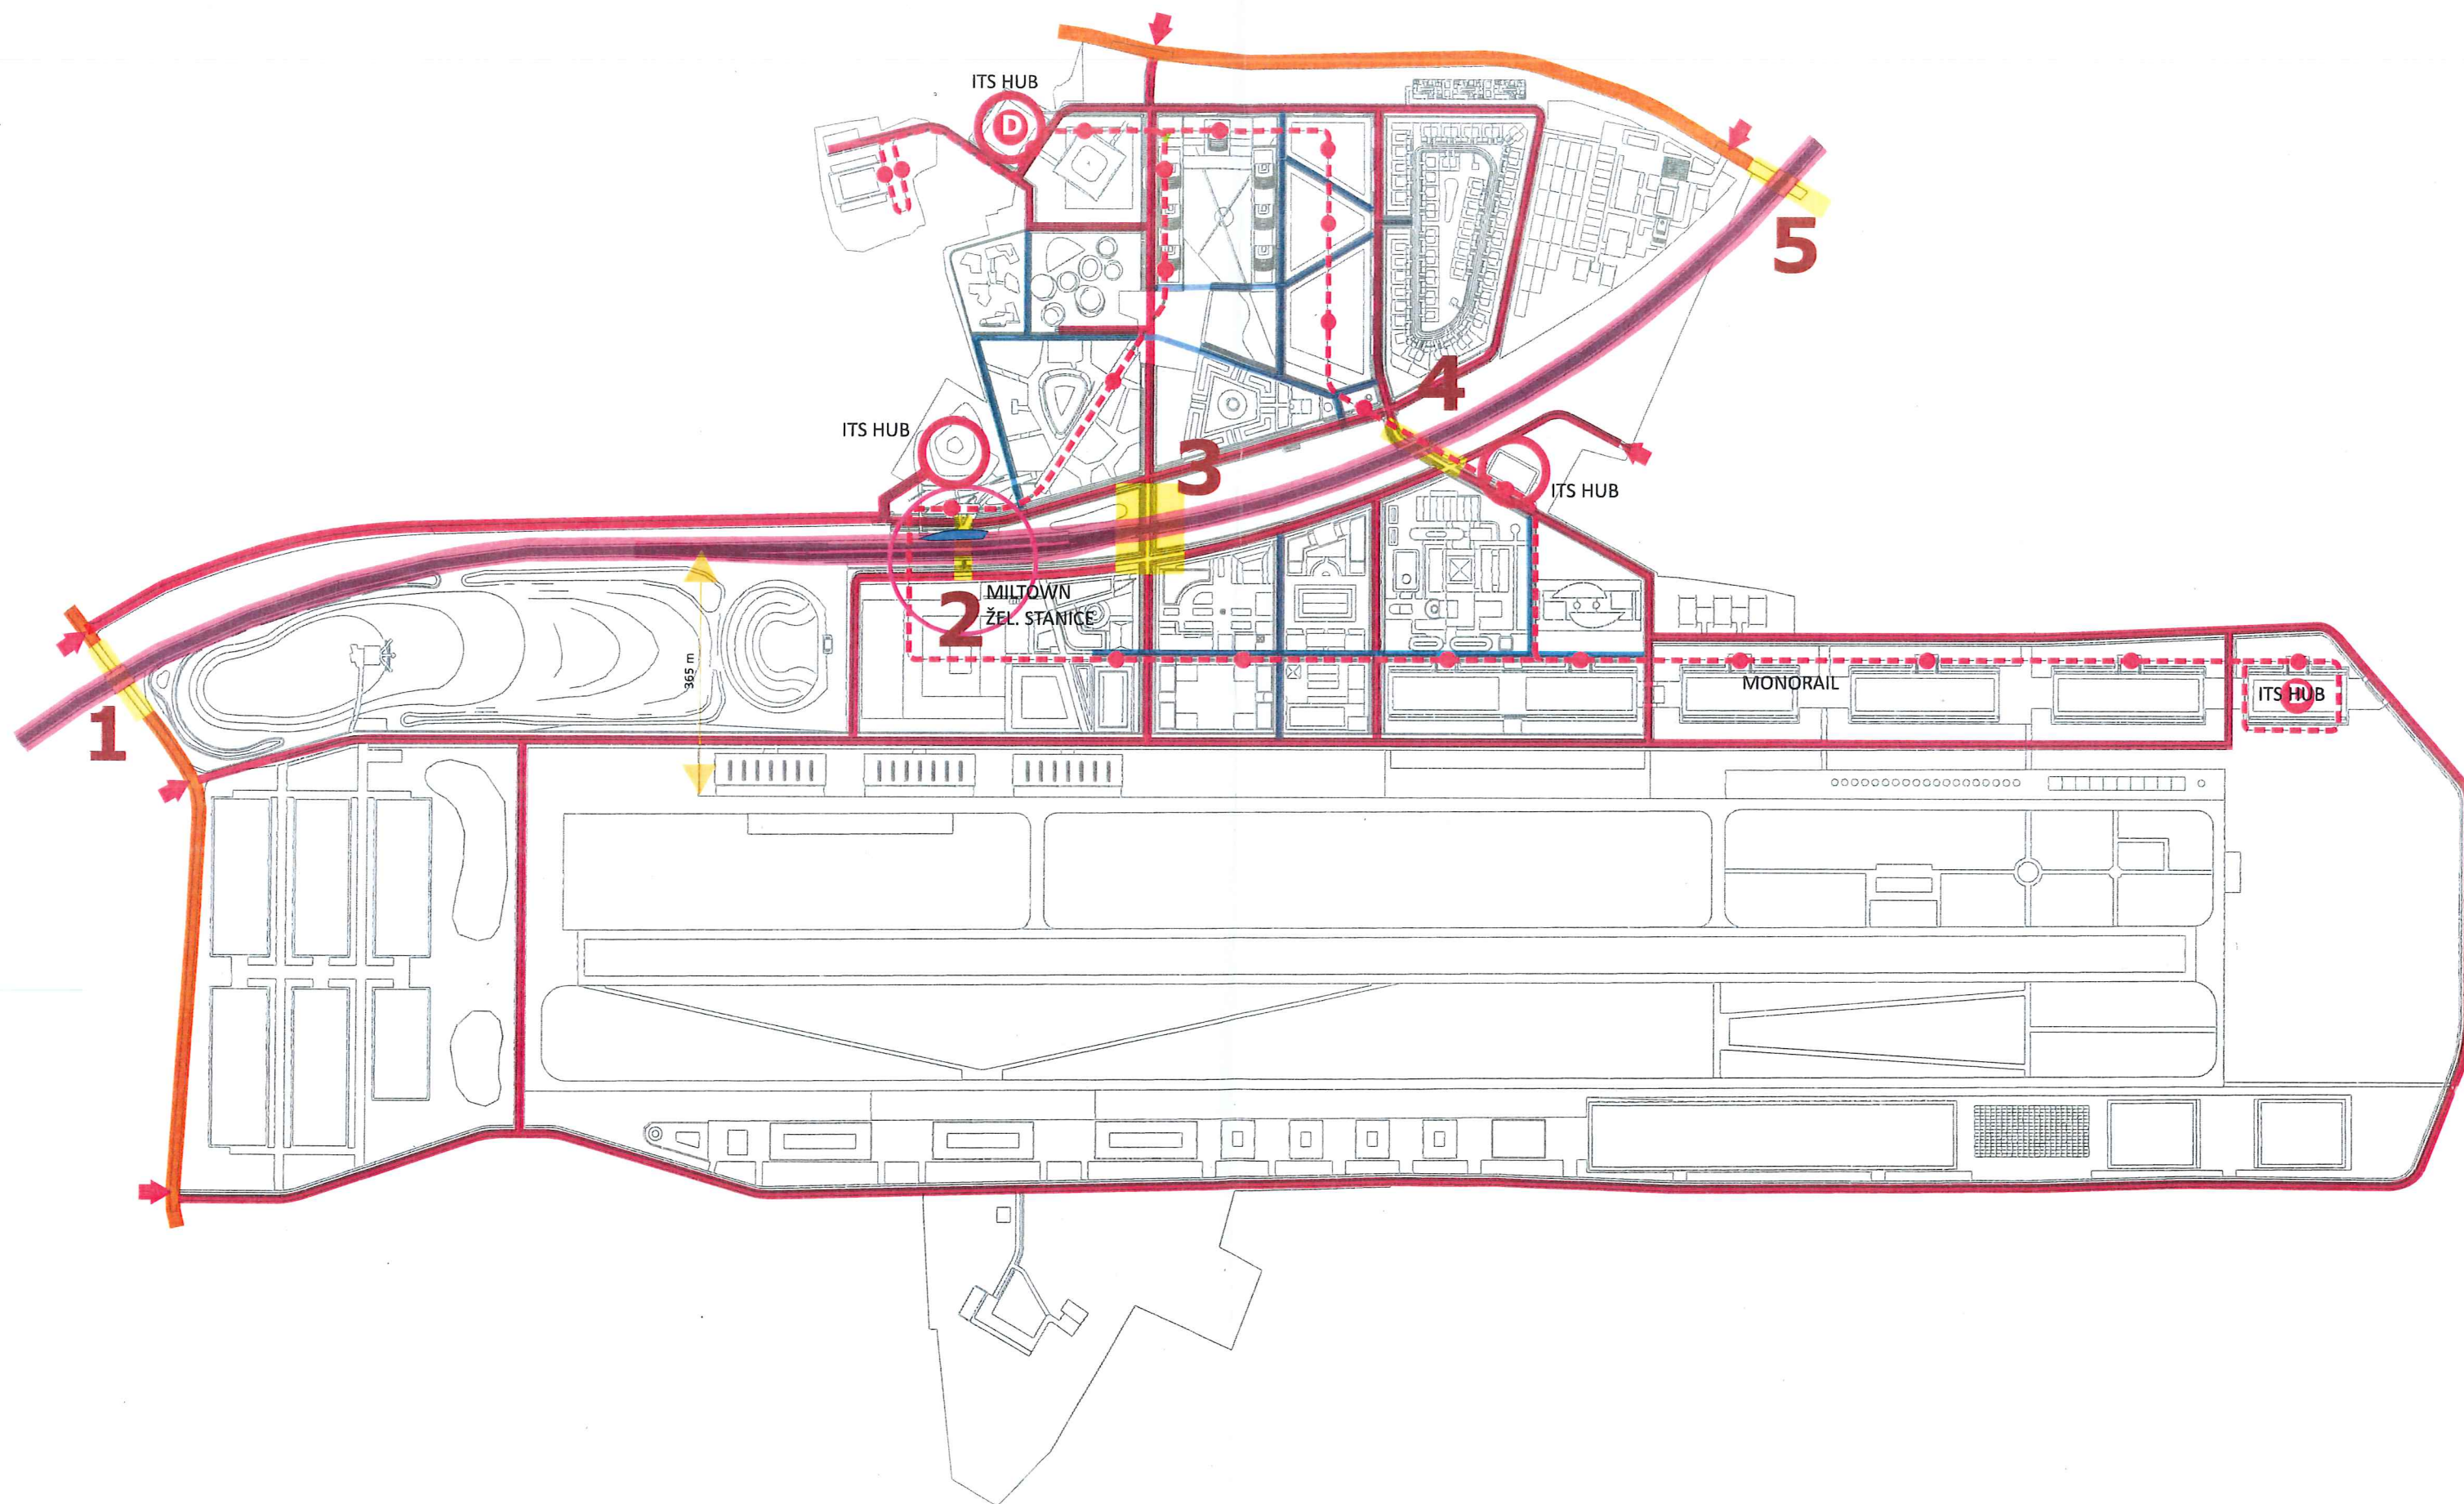 ITS HUB
D
5
4
ITS HUB
3
ITS HUB
MILTOWN
ŽEL. STANICE
2
365 m
1
MONORAIL
ITS HUB